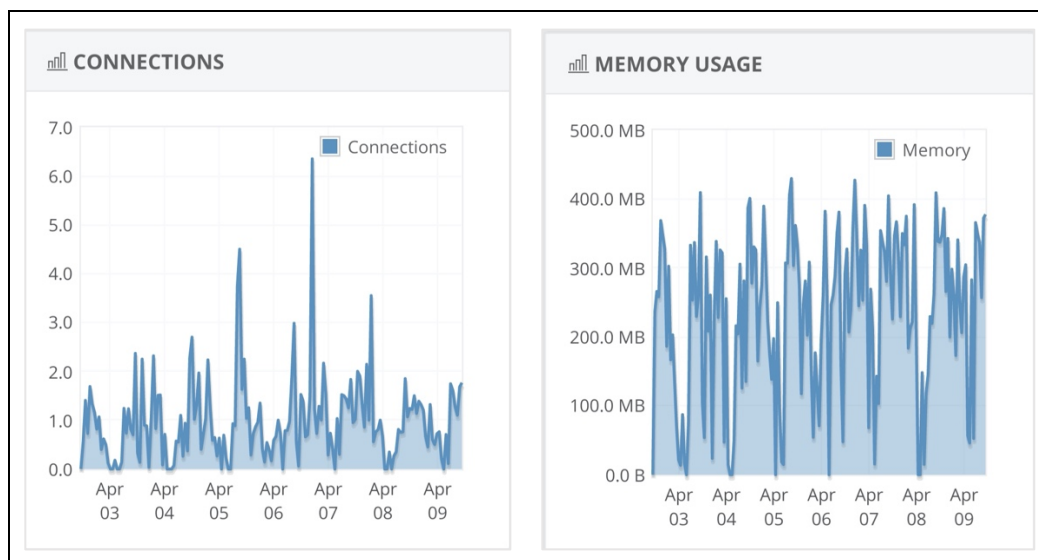 CONNECTIONS
7.0
Connections
6.0
5.0
4.0
3.0
2.0
1.0
0.0
Apr Apr Apr Apr Apr Apr Apr
03 04 05 06 07 08 09
MEMORY USAGE
500.0 MB
Memory
400.0 MB
300.0 MB
200.0 MB
100.0 MB
0.0 B
Apr Apr Apr Apr Apr Apr Apr
03 04 05 06 07 08 09